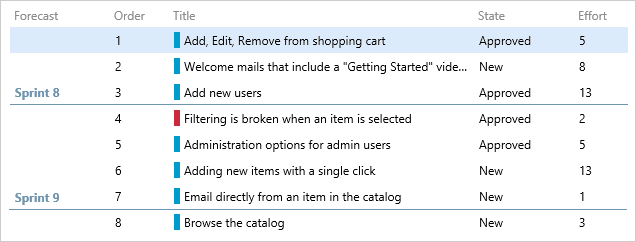 Forecast Order Title State Effort
1 Add, Edit, Remove from shopping cart Approved 5
2 Welcome mails that include a "Getting Started" vide... New 8
Sprint 8 3 Add new users Approved 13
4 Filtering is broken when an item is selected Approved 2
5 Administration options for admin users Approved 5
6 Adding new items with a single click New 13
Sprint 9 7 Email directly from an item in the catalog New 1
8 Browse the catalog New 3